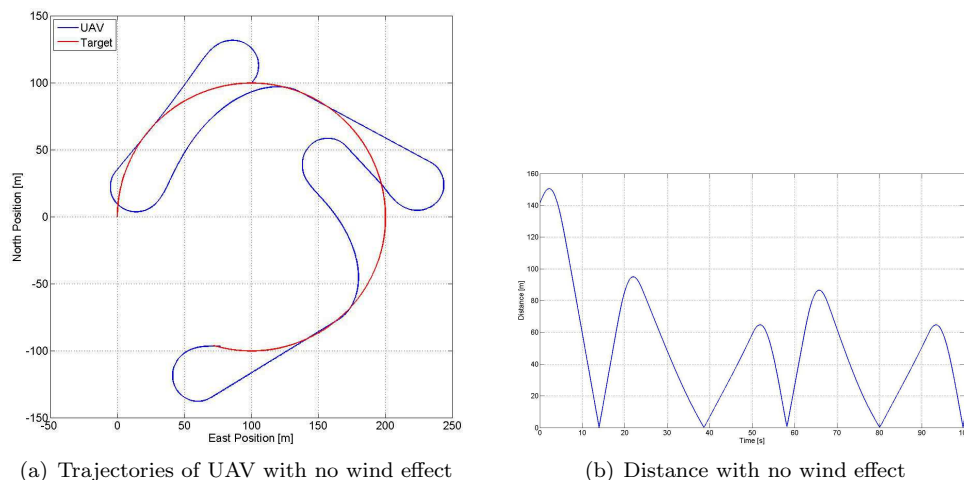 150
100
50
0
-50
-100
-150
-50 0 50 100 150 200 250
North Position [m]
East Position [m]
UAV
Target
160
140
120
100
80
60
40
20
0
0 10 20 30 40 50 60 70 80 90 100
Distance [m]
Time [s]
(a) Trajectories of UAV with no wind effect
(b) Distance with no wind effect